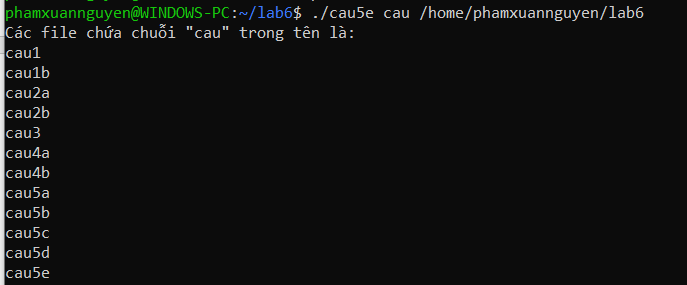 phamxuannguyen@WINDOWS-PC:~/lab6$ ./cau5e cau /home/phamxuannguyen/lab6
Các file chứa chuỗi "cau" trong tên là:
cau1
cau1b
cau2a
cau2b
cau3
cau4a
cau4b
cau5a
cau5b
cau5c
cau5d
cau5e